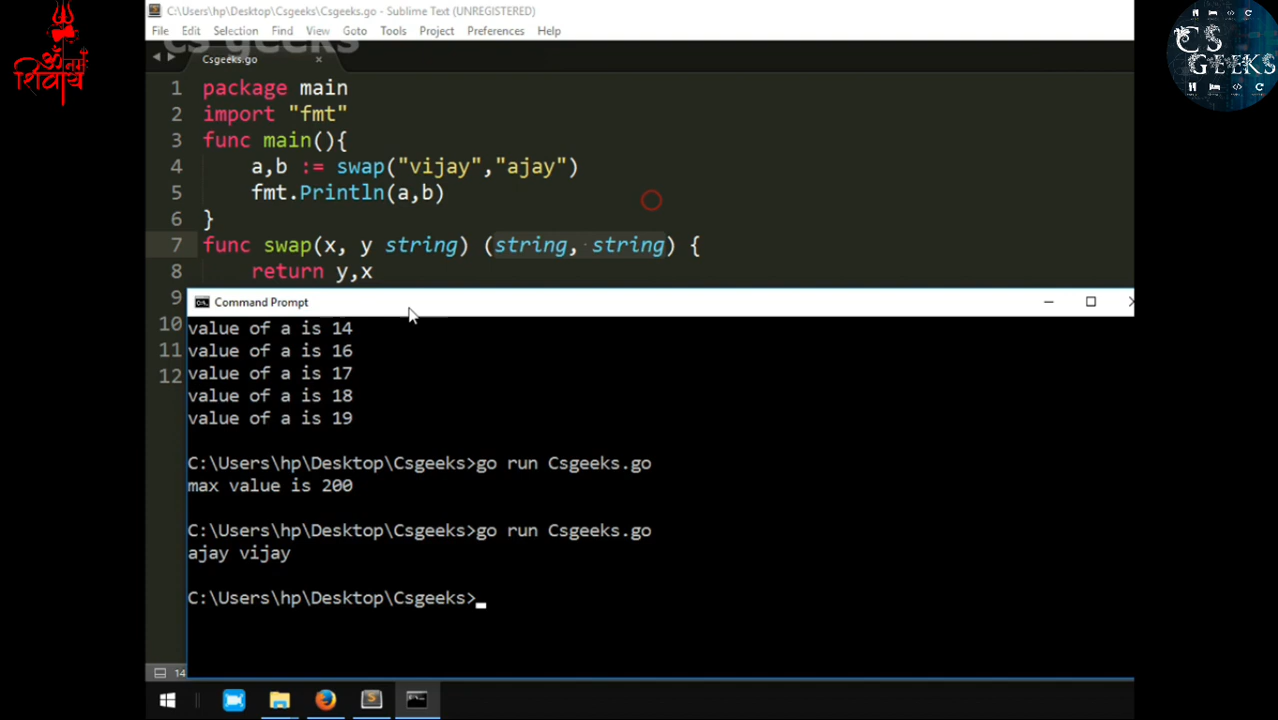 C:\Users\hp\Desktop\Csgeeks\Csgeeks.go - Sublime Text (UNREGISTERED)
File Edit Selection Find View Goto Tools Project Preferences Help
cs geeks
Csgeeks.go
ॐ नमः
शिवाय
CS
GEEKS
1 package main
2 import "fmt"
3 func main(){
4 a,b := swap("vijay","ajay")
5 fmt.Println(a,b)
6 }
7 func swap(x, y string) (string, string) {
8 return y,x
9
10
11
12
Command Prompt
value of a is 14
value of a is 16
value of a is 17
value of a is 18
value of a is 19
C:\Users\hp\Desktop\Csgeeks>go run Csgeeks.go
max value is 200
C:\Users\hp\Desktop\Csgeeks>go run Csgeeks.go
ajay vijay
C:\Users\hp\Desktop\Csgeeks>
14